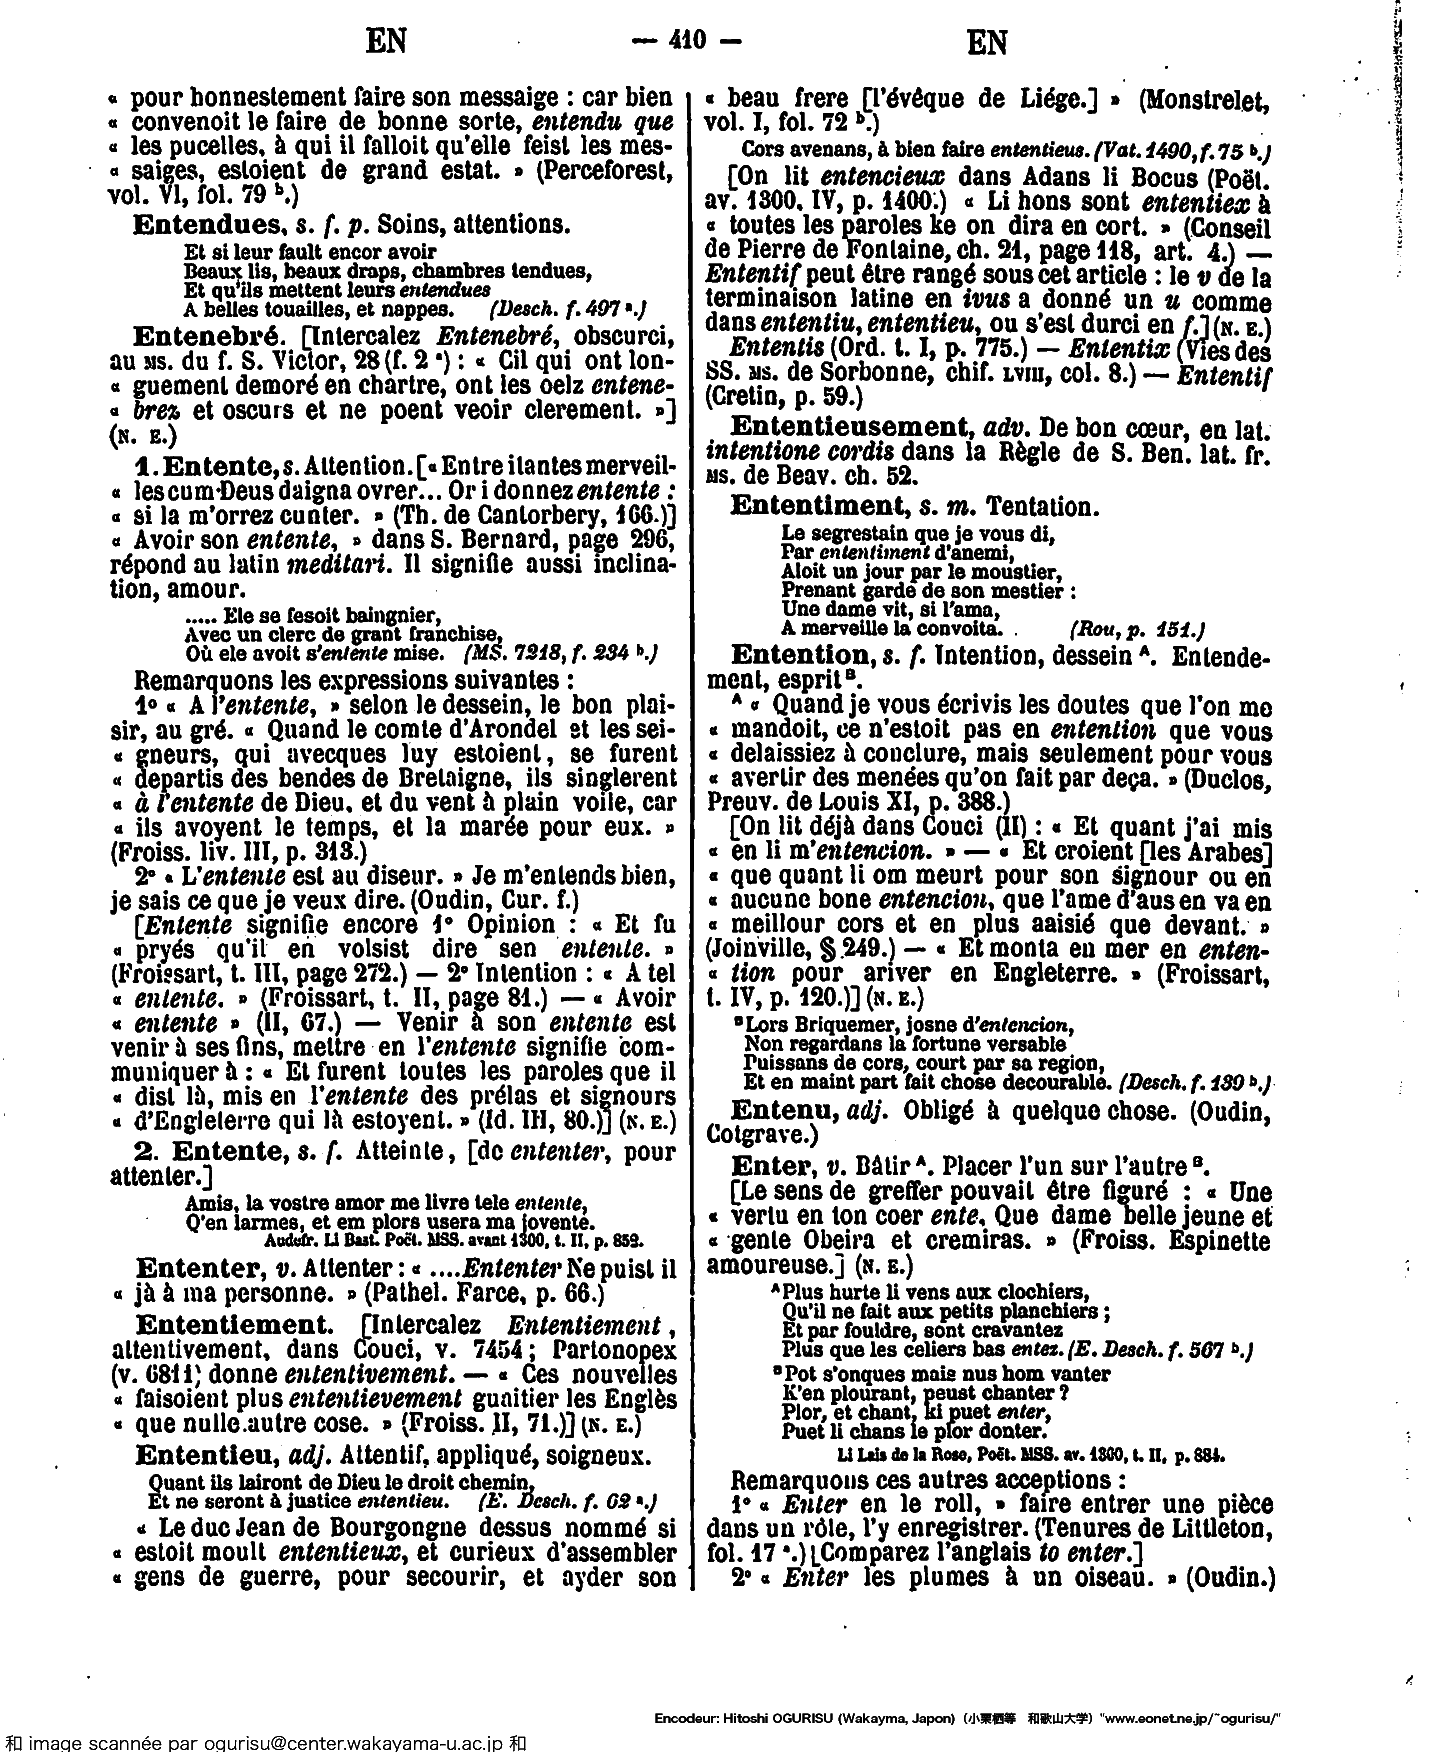 EN — 410 — EN
« pour honnestement faire son messaige : car bien
« convenoit le faire de bonne sorte, entendu que
« les pucelles, à qui il falloit qu'elle feist les mes-
« saiges, estoient de grand estat. » (Perceforest,
vol. VI, fol. 79 b.)
Entendues, s. f. p. Soins, attentions.
Et si leur fault encor avoir
Beaux lis, beaux draps, chambres tendues,
Et qu'ils mettent leurs entendues
A belles touailles, et nappes. (Desch. f. 497 a.)
Entenebré. [Intercalez Entenebré, obscurci,
au MS. du f. S. Victor, 28 (f. 2 a) : « Cil qui ont lon-
« guement demoré en chartre, ont les oelz entene-
« brez et oscurs et ne poent veoir clerement. »]
(N. E.)
1. Entente, s. Attention. [« Entre itantes merveil-
« les cum Deus daigna ovrer... Or i donnez entente :
« si la m'orrez cunter. » (Th. de Cantorbery, 166.)]
« Avoir son entente, » dans S. Bernard, page 296,
répond au latin meditari. Il signifie aussi inclina-
tion, amour.
..... Ele se fesoit baingnier,
Avec un clerc de grant franchise,
Où ele avoit s'entente mise. (MS. 7218, f. 234 b.)
Remarquons les expressions suivantes :
1° « A l'entente, » selon le dessein, le bon plai-
sir, au gré. « Quand le comte d'Arondel et les sei-
« gneurs, qui avecques luy estoient, se furent
« departis des bendes de Bretaigne, ils singlerent
« à l'entente de Dieu, et du vent à plain voile, car
« ils avoyent le temps, et la marée pour eux. »
(Froiss. liv. III, p. 313.)
2° « L'entente est au diseur. » Je m'entends bien,
je sais ce que je veux dire. (Oudin, Cur. f.)
[Entente signifie encore 1° Opinion : « Et fu
« pryés qu'il en volsist dire sen entente. »
(Froissart, t. III, page 272.) — 2° Intention : « A tel
« entente. » (Froissart, t. II, page 81.) — « Avoir
« entente » (II, 67.) — Venir à son entente est
venir à ses fins, mettre en l'entente signifie com-
muniquer à : « Et furent toutes les paroles que il
« dist là, mis en l'entente des prélas et signours
« d'Engleterre qui là estoyent. » (Id. III, 80.)] (N. E.)
2. Entente, s. f. Atteinte, [de ententer, pour
attenter.]
Amis, la vostre amor me livre tele entente,
Q'en larmes, et em plors usera ma jovente.
Audefr. Li Bast. Poët. MSS. avant 1300, t. II, p. 852.
Ententer, v. Attenter : « ....Ententer Ne puist il
« jà à ma personne. » (Pathel. Farce, p. 66.)
Ententiement. [Intercalez Ententiement,
attentivement, dans Couci, v. 7454 ; Partonopex
(v. 6811) donne ententivement. — « Ces nouvelles
« faisoient plus ententievement guaitier les Englès
« que nulle autre cose. » (Froiss. II, 71.)] (N. E.)
Ententieu, adj. Attentif, appliqué, soigneux.
Quant ils lairont de Dieu le droit chemin,
Et ne seront à justice ententieu. (E. Desch. f. 62 a.)
« Le duc Jean de Bourgongne dessus nommé si
« estoit moult ententieux, et curieux d'assembler
« gens de guerre, pour secourir, et ayder son
« beau frere [l'évêque de Liége.] » (Monstrelet,
vol. I, fol. 72 b.)
Cors avenans, à bien faire ententieus. (Vat. 1490, f. 75 b.)
[On lit entencieux dans Adans li Bocus (Poët.
av. 1300, IV, p. 1400.) « Li hons sont ententiex à
« toutes les paroles ke on dira en cort. » (Conseil
de Pierre de Fontaine, ch. 21, page 118, art. 4.) —
Ententif peut être rangé sous cet article : le v de la
terminaison latine en ivus a donné un u comme
dans ententiu, ententieu, ou s'est durci en f.] (N. E.)
Ententis (Ord. t. I, p. 775.) — Ententix (Vies des
SS. MS. de Sorbonne, chif. LVIII, col. 8.) — Ententif
(Cretin, p. 59.)
Ententieusement, adv. De bon cœur, en lat.
intentione cordis dans la Règle de S. Ben. lat. fr.
MS. de Beav. ch. 52.
Ententiment, s. m. Tentation.
Le segrestain que je vous di,
Par ententiment d'anemi,
Aloit un jour par le moustier,
Prenant garde de son mestier :
Une dame vit, si l'ama,
A merveille la convoita. (Rou, p. 151.)
Entention, s. f. Intention, dessein A. Entende-
ment, esprit B.
A « Quand je vous écrivis les doutes que l'on me
« mandoit, ce n'estoit pas en entention que vous
« delaissiez à conclure, mais seulement pour vous
« avertir des menées qu'on fait par deça. » (Duclos,
Preuv. de Louis XI, p. 388.)
[On lit déjà dans Couci (II) : « Et quant j'ai mis
« en li m'entencion. » — « Et croient [les Arabes]
« que quant li om meurt pour son signour ou en
« aucune bone entencion, que l'ame d'aus en va en
« meillour cors et en plus aaisié que devant. »
(Joinville, § 249.) — « Et monta en mer en enten-
« tion pour ariver en Engleterre. » (Froissart,
t. IV, p. 120.)] (N. E.)
B Lors Briquemer, josne d'entencion,
Non regardans la fortune versable
Puissans de cors, court par sa region,
Et en maint part fait chose decourable. (Desch. f. 139 b.)
Entenu, adj. Obligé à quelque chose. (Oudin,
Cotgrave.)
Enter, v. Bâtir A. Placer l'un sur l'autre B.
[Le sens de greffer pouvait être figuré : « Une
« vertu en ton coer ente, Que dame belle jeune et
« gente Obeira et cremiras. » (Froiss. Espinette
amoureuse.] (N. E.)
A Plus hurte li vens aux clochiers,
Qu'il ne fait aux petits planchiers ;
Et par fouldre, sont cravantez
Plus que les celiers bas entez. (E. Desch. f. 567 b.)
B Pot s'onques mais nus hom vanter
K'en plourant, peust chanter ?
Plor, et chant, ki puet enter,
Puet li chans le plor donter.
Li Lais de la Rose, Poët. MSS. av. 1300, t. II, p. 884.
Remarquons ces autres acceptions :
1° « Enter en le roll, » faire entrer une pièce
dans un rôle, l'y enregistrer. (Tenures de Littleton,
fol. 17 a.) [Comparez l'anglais to enter.]
2° « Enter les plumes à un oiseau. » (Oudin.)
Encodeur: Hitoshi OGURISU (Wakayma, Japon) (小栗栖等 和歌山大学) "www.eonet.ne.jp/~ogurisu/"
和 image scannée par ogurisu@center.wakayama-u.ac.jp 和